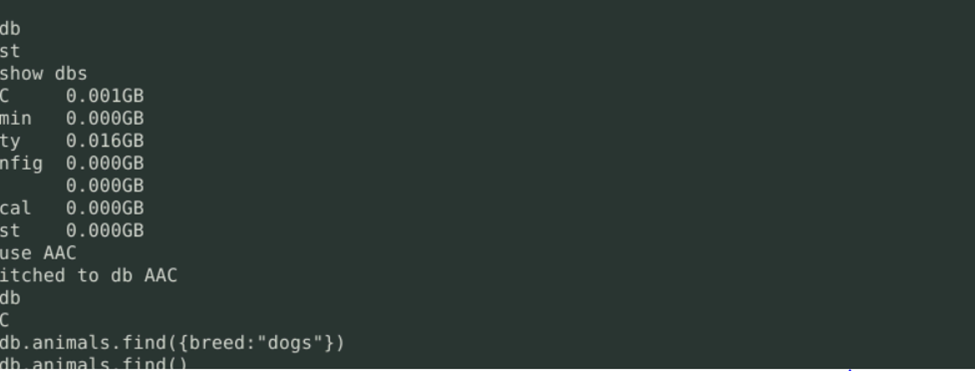 db
st
show dbs
C 0.001GB
min 0.000GB
ty 0.016GB
nfig 0.000GB
0.000GB
cal 0.000GB
st 0.000GB
use AAC
itched to db AAC
db
C
db.animals.find({breed:"dogs"})
db.animals.find()